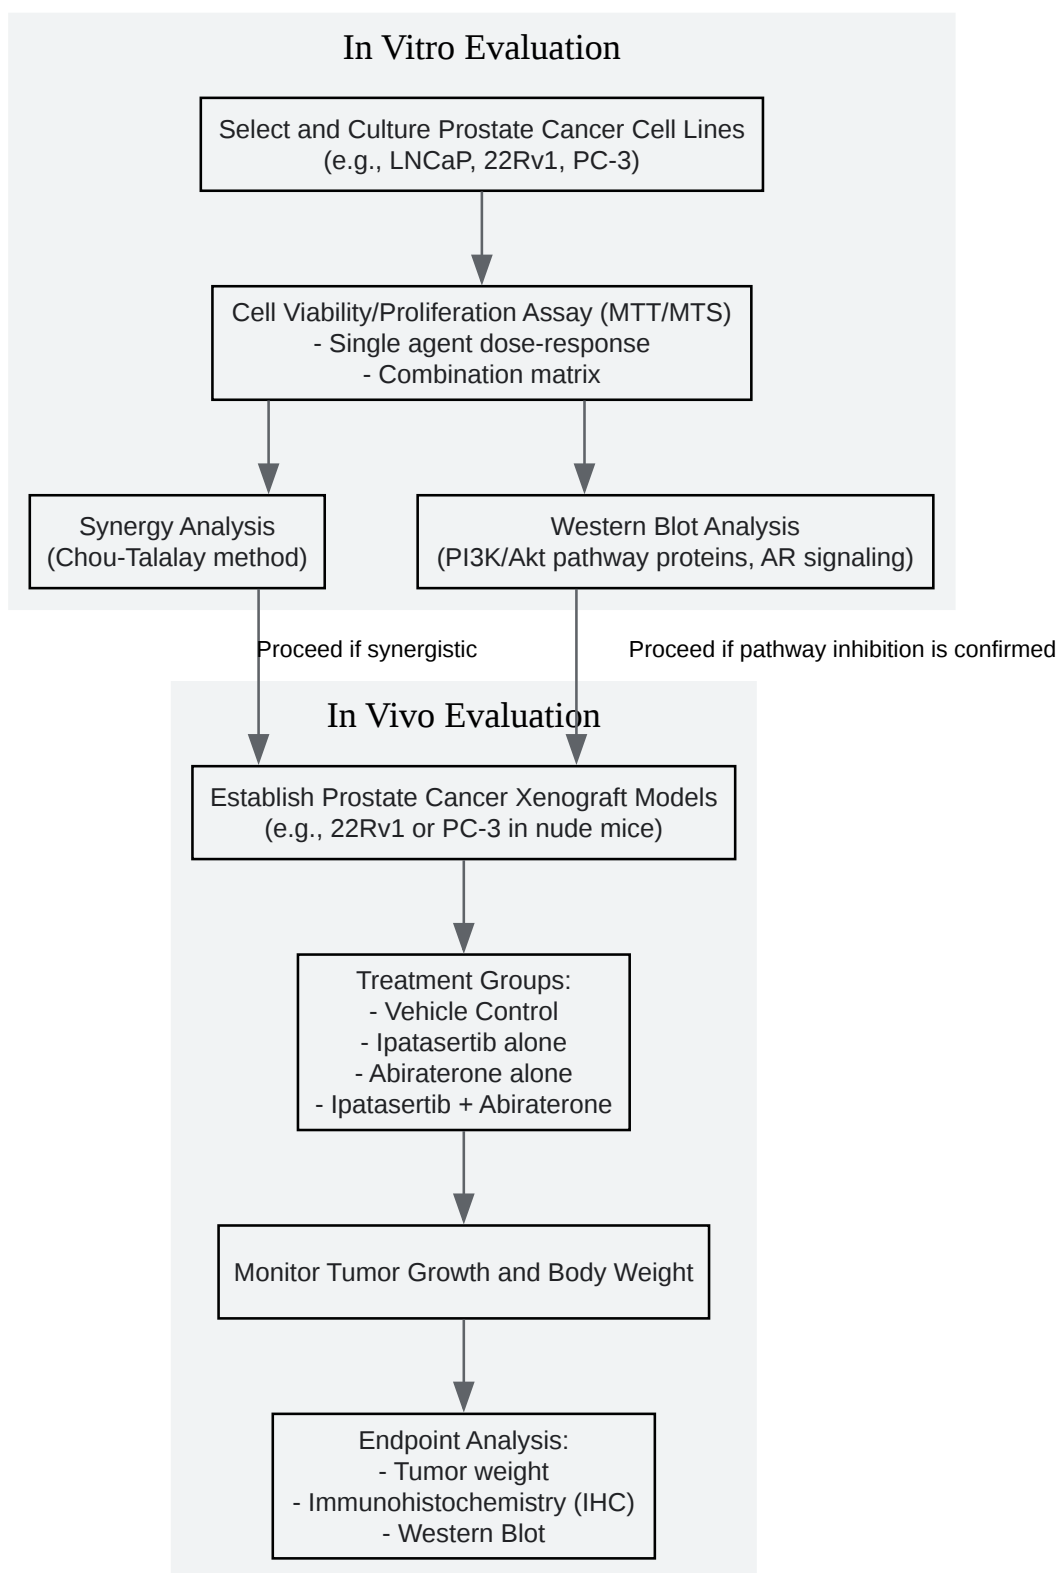 In Vitro Evaluation
Select and Culture Prostate Cancer Cell Lines
(e.g., LNCaP, 22Rv1, PC-3)
Cell Viability/Proliferation Assay (MTT/MTS)
- Single agent dose-response
- Combination matrix
Synergy Analysis
(Chou-Talalay method)
Western Blot Analysis
(PI3K/Akt pathway proteins, AR signaling)
Proceed if synergistic
Proceed if pathway inhibition is confirmed
In Vivo Evaluation
Establish Prostate Cancer Xenograft Models
(e.g., 22Rv1 or PC-3 in nude mice)
Treatment Groups:
- Vehicle Control
- Ipatasertib alone
- Abiraterone alone
- Ipatasertib + Abiraterone
Monitor Tumor Growth and Body Weight
Endpoint Analysis:
- Tumor weight
- Immunohistochemistry (IHC)
- Western Blot